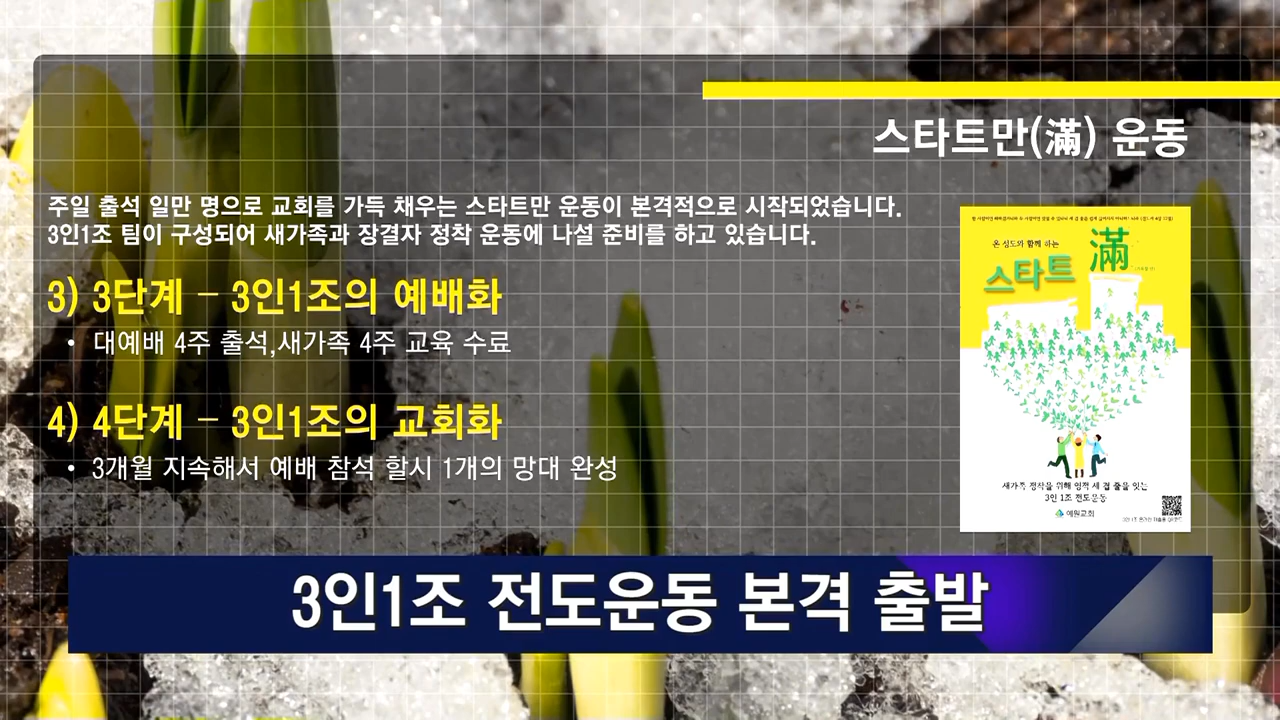 스타트만(滿) 운동
주일 출석 일만 명으로 교회를 가득 채우는 스타트만 운동이 본격적으로 시작되었습니다.
3인1조 팀이 구성되어 새가족과 장결자 정착 운동에 나설 준비를 하고 있습니다.
3) 3단계 – 3인1조의 예배화
• 대예배 4주 출석,새가족 4주 교육 수료
4) 4단계 – 3인1조의 교회화
• 3개월 지속해서 예배 참석 할시 1개의 망대 완성
온 성도와 함께 하는
스타트 滿
새가족 정착을 위해 영적 세 겹 줄을 잇는
3인 1조 전도운동
예원교회
3인1조 전도운동 본격 출발